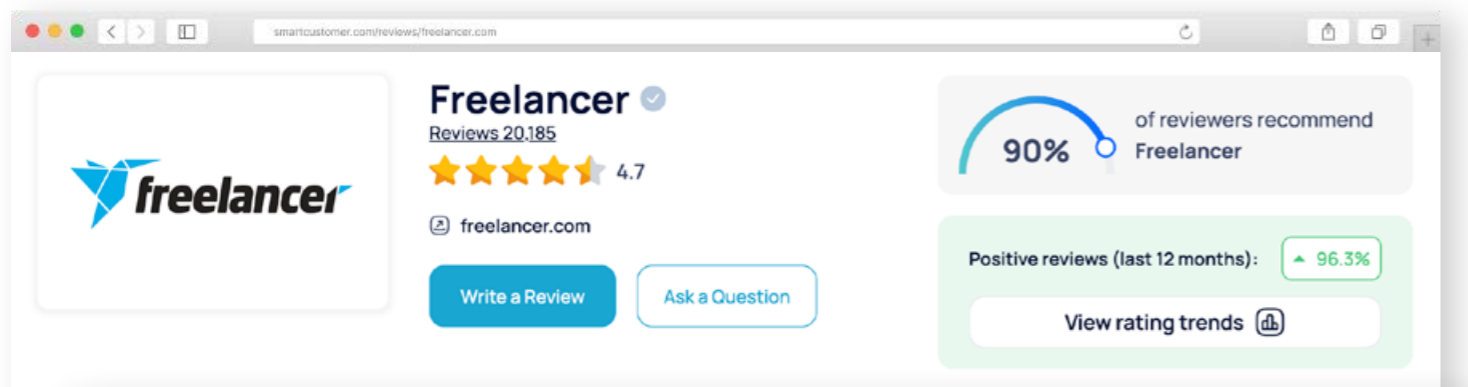 smartcustomer.com/reviews/freelancer.com
freelancer
Freelancer
Reviews 20,185
4.7
freelancer.com
Write a Review
Ask a Question
90%
of reviewers recommend
Freelancer
Positive reviews (last 12 months):
96.3%
View rating trends